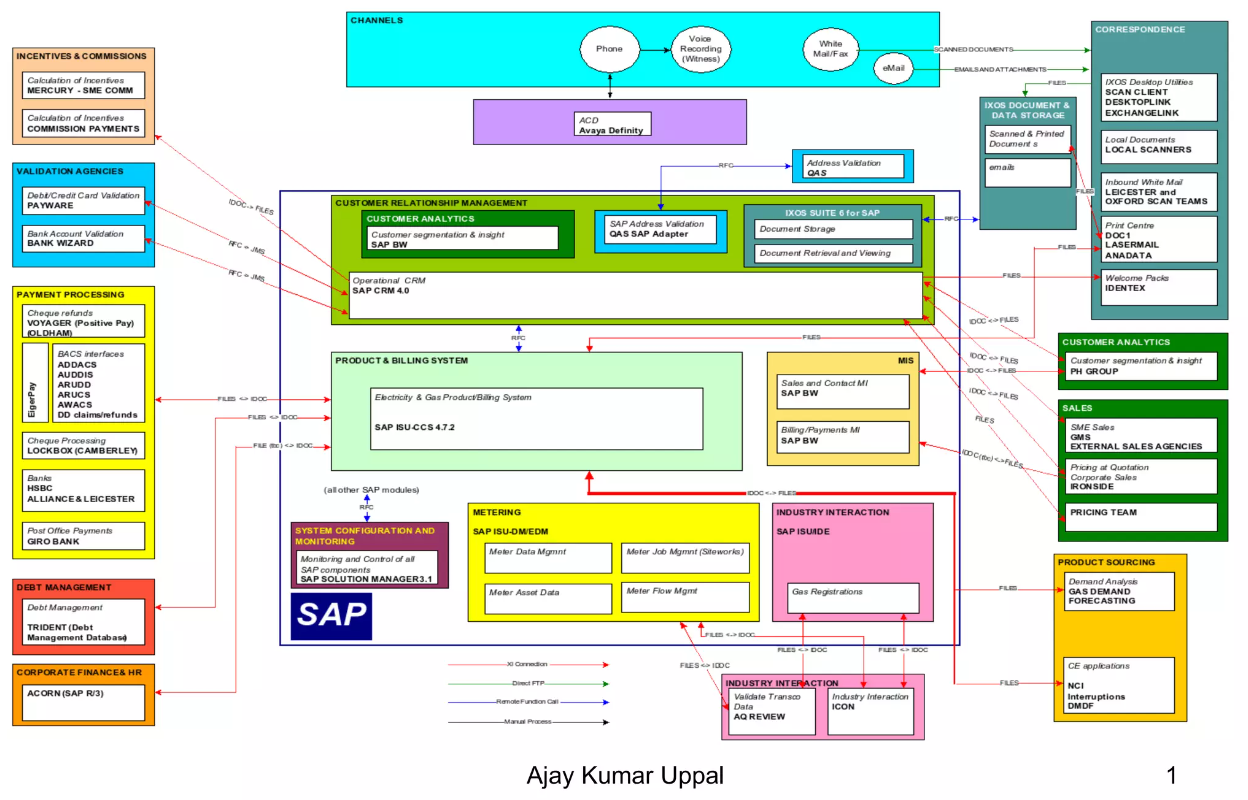 CHANNELS
Phone
Voice
Recording
(Witness)
White
Mail/Fax
eMail
SCANNED DOCUMENTS
EMAILS AND ATTACHMENTS
FILES
ACD
Avaya Definity
INCENTIVES & COMMISSIONS
Calculation of Incentives
MERCURY - SME COMM
Calculation of Incentives
COMMISSION PAYMENTS
VALIDATION AGENCIES
Debit/Credit Card Validation
PAYWARE
Bank Account Validation
BANK WIZARD
IDOC -> FILES
RFC = JMS
RFC = JMS
PAYMENT PROCESSING
Cheque refunds
VOYAGER (Positive Pay)
(OLDHAM)
EigerPay
BACS interfaces
ADDACS
AUDDIS
ARUDD
ARUCS
AWACS
DD claims/refunds
Cheque Processing
LOCKBOX (CAMBERLEY)
Banks
HSBC
ALLIANCE & LEICESTER
Post Office Payments
GIRO BANK
FILES <-> IDOC
FILES <-> IDOC
FILE (tbc) <-> IDOC
DEBT MANAGEMENT
Debt Management
TRIDENT (Debt
Management Database)
CORPORATE FINANCE & HR
ACORN (SAP R/3)
RFC
Address Validation
QAS
CUSTOMER RELATIONSHIP MANAGEMENT
CUSTOMER ANALYTICS
Customer segmentation & insight
SAP BW
SAP Address Validation
QAS SAP Adapter
IXOS SUITE 6 for SAP
Document Storage
Document Retrieval and Viewing
Operational CRM
SAP CRM 4.0
RFC
RFC
FILES
FILES
FILES
FILES
PRODUCT & BILLING SYSTEM
Electricity & Gas Product/Billing System
SAP ISU-CCS 4.7.2
MIS
Sales and Contact MI
SAP BW
Billing/Payments MI
SAP BW
(all other SAP modules)
RFC
SYSTEM CONFIGURATION AND
MONITORING
Monitoring and Control of all
SAP components
SAP SOLUTION MANAGER3.1
SAP
METERING
SAP ISU-DM/EDM
Meter Data Mgmnt
Meter Job Mgmnt (Siteworks)
Meter Asset Data
Meter Flow Mgmt
IDOC <-> FILES
INDUSTRY INTERACTION
SAP ISU/IDE
Gas Registrations
FILES <-> IDOC
FILES <-> IDOC
FILES <-> IDOC
FILES <-> IDOC
INDUSTRY INTERACTION
Validate Transco
Data
AQ REVIEW
Industry Interaction
ICON
XI Connection
Direct FTP
Remote Function Call
Manual Process
IXOS DOCUMENT &
DATA STORAGE
Scanned & Printed
Document s
emails
CORRESPONDENCE
IXOS Desktop Utilities
SCAN CLIENT
DESKTOPLINK
EXCHANGELINK
Local Documents
LOCAL SCANNERS
Inbound White Mail
LEICESTER and
OXFORD SCAN TEAMS
Print Centre
DOC1
LASERMAIL
ANADATA
Welcome Packs
IDENTEX
IDOC <-> FILES
IDOC <-> FILES
IDOC <-> FILES
IDOC <-> FILES
FILES
IDOC (tbc) <-> FILES
CUSTOMER ANALYTICS
Customer segmentation & insight
PH GROUP
SALES
SME Sales
GMS
EXTERNAL SALES AGENCIES
Pricing at Quotation
Corporate Sales
IRONSIDE
PRICING TEAM
PRODUCT SOURCING
Demand Analysis
GAS DEMAND
FORECASTING
FILES
CE applications
NCI
Interruptions
DMDF
FILES
Ajay Kumar Uppal
1